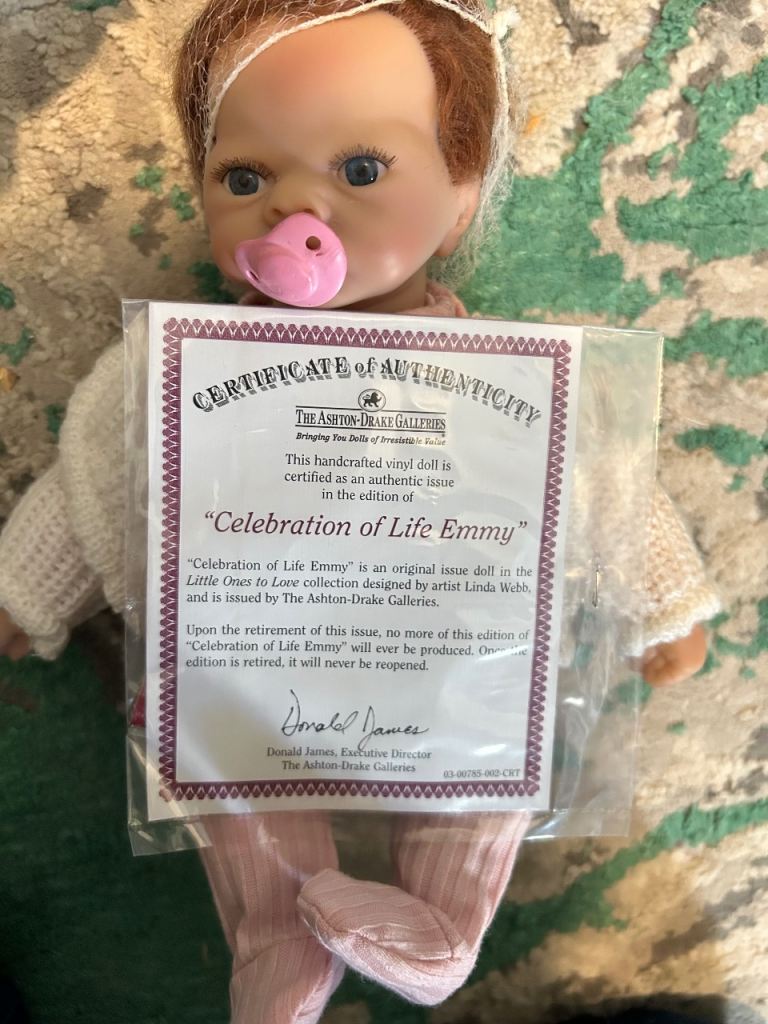 CERTIFICATE of AUTHENTICITY
THE ASHTON-DRAKE GALLERIES
Bringing You Dolls of Irresistible Value
This handcrafted vinyl doll is
certified as an authentic issue
in the edition of
“Celebration of Life Emmy”
“Celebration of Life Emmy” is an original issue doll in the
Little Ones to Love collection designed by artist Linda Webb,
and is issued by The Ashton-Drake Galleries.
Upon the retirement of this issue, no more of this edition of
“Celebration of Life Emmy” will ever be produced. Once the
edition is retired, it will never be reopened.
Donald James
Donald James, Executive Director
The Ashton-Drake Galleries
03-00785-002-CRT